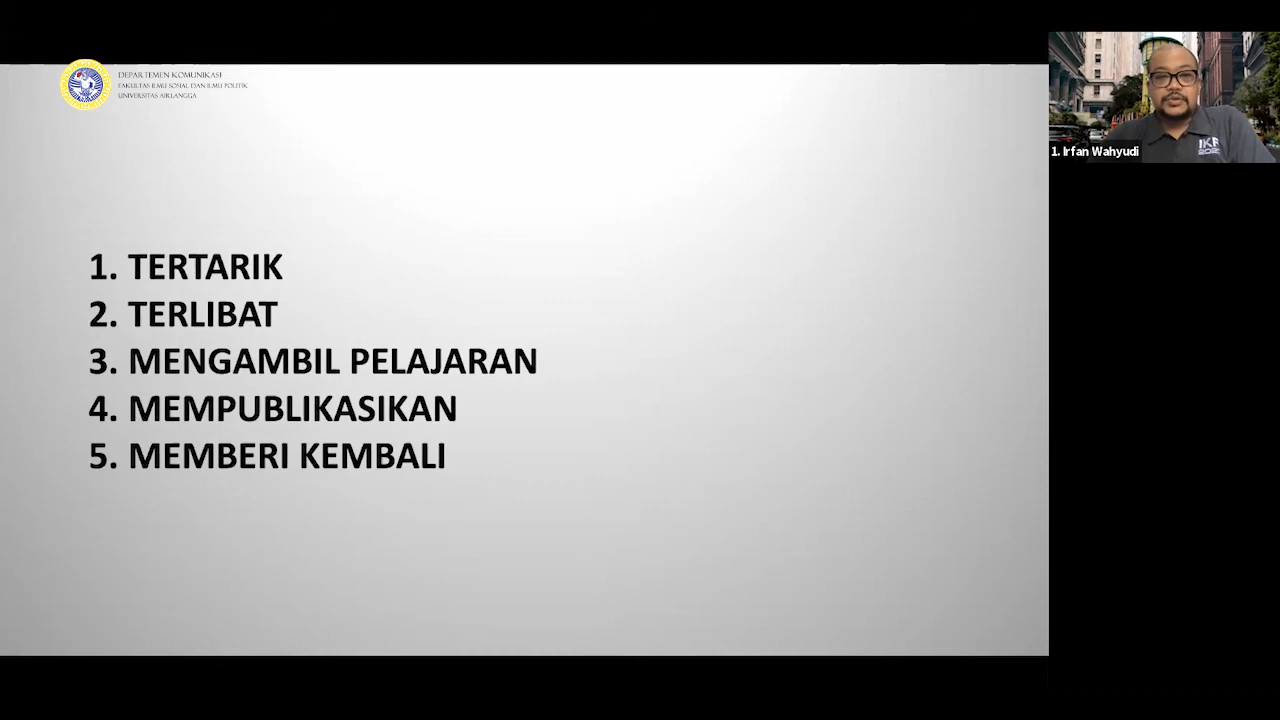 DEPARTEMEN KOMUNIKASI
FAKULTAS ILMU SOSIAL DAN ILMU POLITIK
UNIVERSITAS AIRLANGGA
1. Irfan Wahyudi
1. TERTARIK
2. TERLIBAT
3. MENGAMBIL PELAJARAN
4. MEMPUBLIKASIKAN
5. MEMBERI KEMBALI